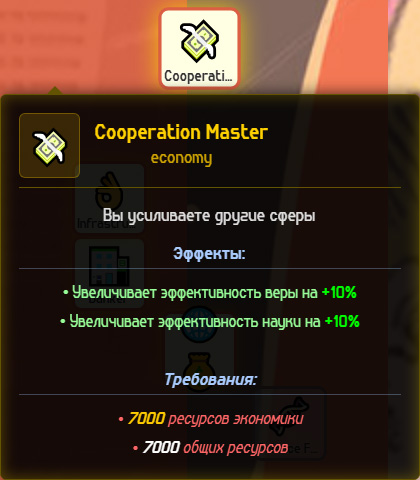 Cooperati...
Cooperation Master
economy
Вы усиливаете другие сферы
Эффекты:
• Увеличивает эффективность веры на +10%
• Увеличивает эффективность науки на +10%
Требования:
• 7000 ресурсов экономики
• 7000 общих ресурсов